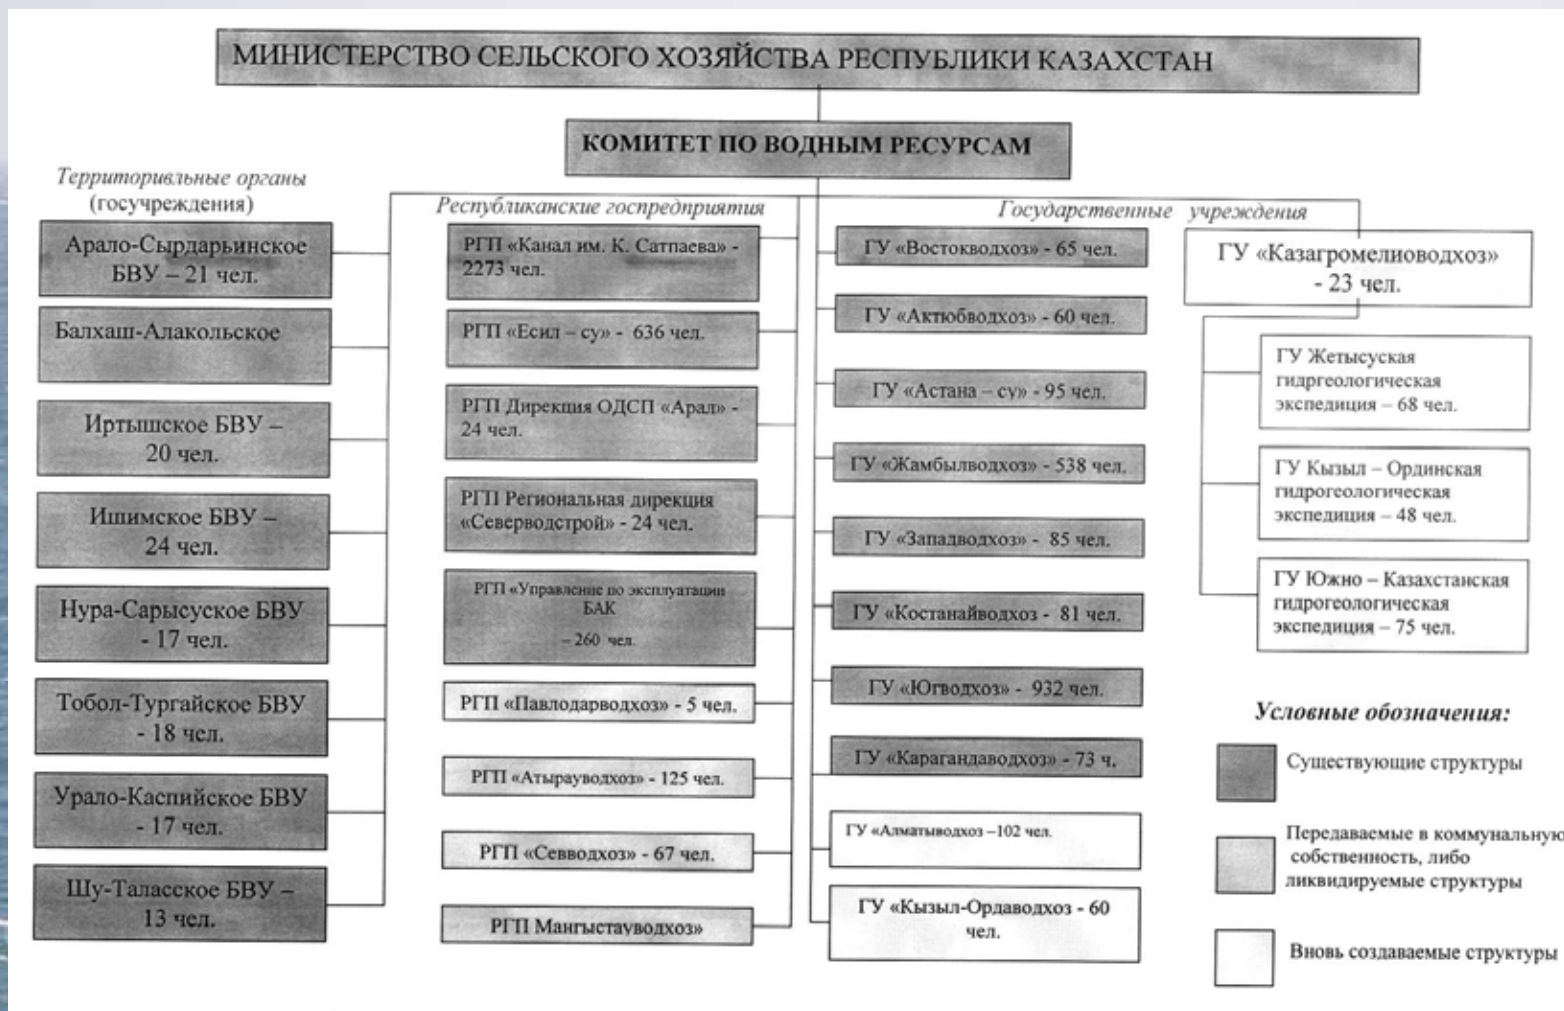 МИНИСТЕРСТВО СЕЛЬСКОГО ХОЗЯЙСТВА РЕСПУБЛИКИ КАЗАХСТАН
КОМИТЕТ ПО ВОДНЫМ РЕСУРСАМ
Территоривльные органы
(госучреждения)
Арало-Сырдарьинское
БВУ – 21 чел.
Балхаш-Алакольское
Иртышское БВУ –
20 чел.
Ишимское БВУ –
24 чел.
Нура-Сарысуское БВУ
- 17 чел.
Тобол-Тургайское БВУ
- 18 чел.
Урало-Каспийское БВУ
- 17 чел.
Шу-Таласское БВУ –
13 чел.
Республиканские госпредприятия
РГП «Канал им. К. Сатпаева» -
2273 чел.
РГП «Есил – су» - 636 чел.
РГП Дирекция ОДСП «Арал» -
24 чел.
РГП Региональная дирекция
«Северводстрой» - 24 чел.
РГП «Управление по эксплуатации
БАК
– 260 чел.
РГП «Павлодарводхоз» - 5 чел.
РГП «Атырауводхоз» - 125 чел.
РГП «Севводхоз» - 67 чел.
РГП Мангыстауводхоз»
Государственные учреждения
ГУ «Востокводхоз» - 65 чел.
ГУ «Актюбводхоз» - 60 чел.
ГУ «Астана – су» - 95 чел.
ГУ «Жамбылводхоз» - 538 чел.
ГУ «Западводхоз» - 85 чел.
ГУ «Костанайводхоз - 81 чел.
ГУ «Югводхоз» - 932 чел.
ГУ «Карагандаводхоз» - 73 ч.
ГУ «Алматыводхоз –102 чел.
ГУ «Кызыл-Ордаводхоз - 60
чел.
ГУ «Казагромелиоводхоз»
- 23 чел.
ГУ Жетысуская
гидргеологическая
экспедиция – 68 чел.
ГУ Кызыл – Ординская
гидрогеологическая
экспедиция – 48 чел.
ГУ Южно – Казахстанская
гидрогеологическая
экспедиция – 75 чел.
Условные обозначения:
Существующие структуры
Передаваемые в коммунальную
собственность, либо
ликвидируемые структуры
Вновь создаваемые структуры